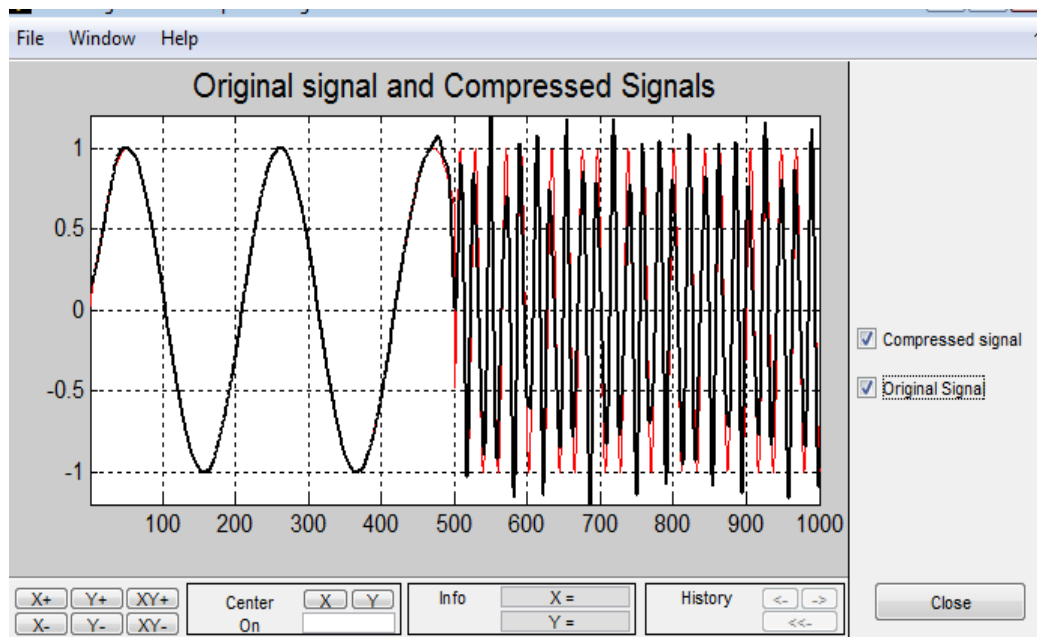 File Window Help
Original signal and Compressed Signals
1
0.5
0
-0.5
-1
100 200 300 400 500 600 700 800 900 1000
Compressed signal
Original Signal
X+ Y+ XY+
X- Y- XY-
Center On
X Y
Info
X =
Y =
History
<- ->
<<-
Close